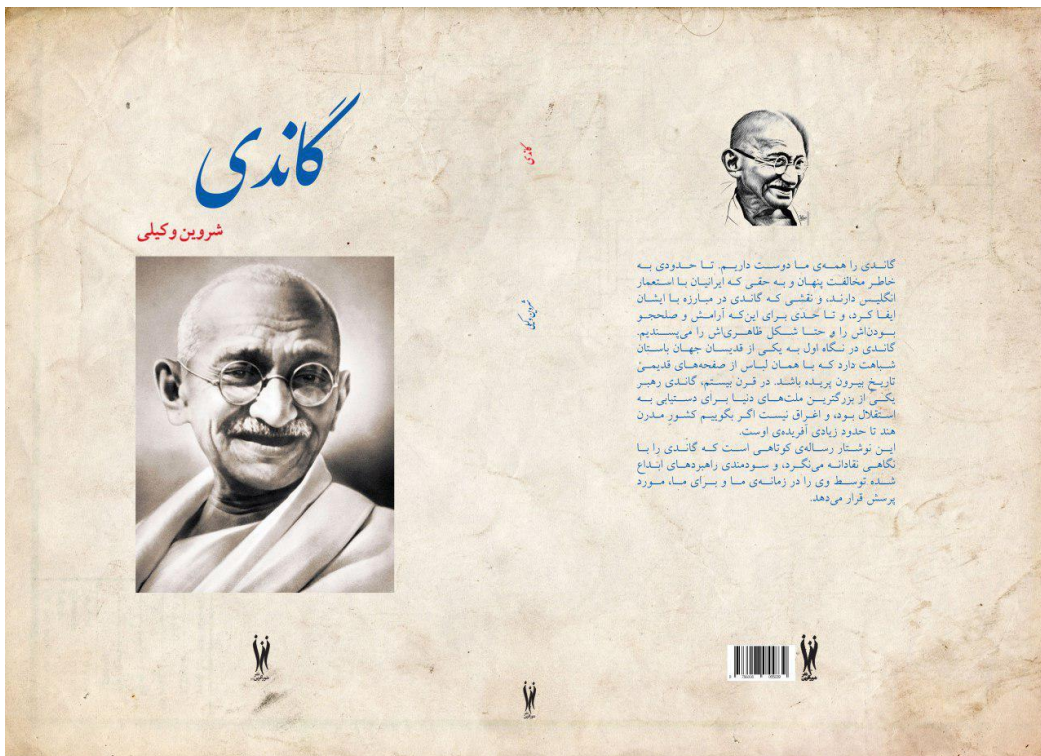 گاندی
شروین وکیلی
گاندی
شروین وکیلی
گاندی را همه‌ی ما دوست داریم. تا حدودی به
خاطر مخالفت پنهان و به حقی که ایرانیان با استعمار
انگلیس دارند، و نقشی که گاندی در مبارزه با ایشان
ایفا کرد، و تا حدی برای این‌که آرامش و صلحجو
بودن‌اش را و حتا شکل ظاهری‌اش را می‌پسندیم.
گاندی در نگاه اول به یکی از قدیسان جهان باستان
شباهت دارد که با همان لباس از صفحه‌های قدیمیْ
تاریخ بیرون پریده باشد. در قرن بیستم، گاندی رهبر
یکی از بزرگترین ملت‌های دنیا برای دستیابی به
استقلال بود، و اغراق نیست اگر بگوییم کشورِ مدرن
هند تا حدود زیادی آفریده‌ی اوست.
این نوشتار رساله‌ی کوتاهی است که گاندی را با
نگاهی نقادانه می‌نگرد، و سودمندی راهبردهای ابداع
شده توسط وی را در زمانه‌ی ما و برای ما، مورد
پرسش قرار می‌دهد.